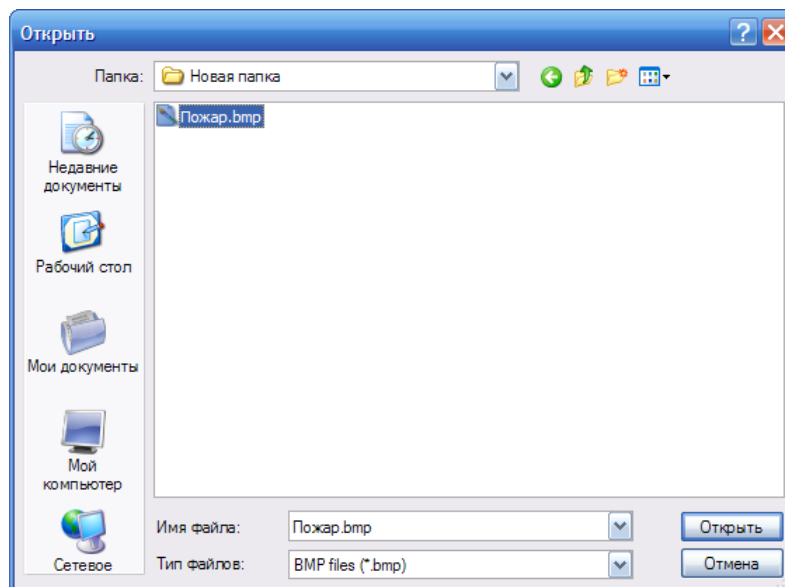 Открыть
Папка:
Новая папка
Пожар.bmp
Недавние
документы
Рабочий стол
Мои документы
Мой
компьютер
Сетевое
Имя файла:
Пожар.bmp
Открыть
Тип файлов:
BMP files (*.bmp)
Отмена